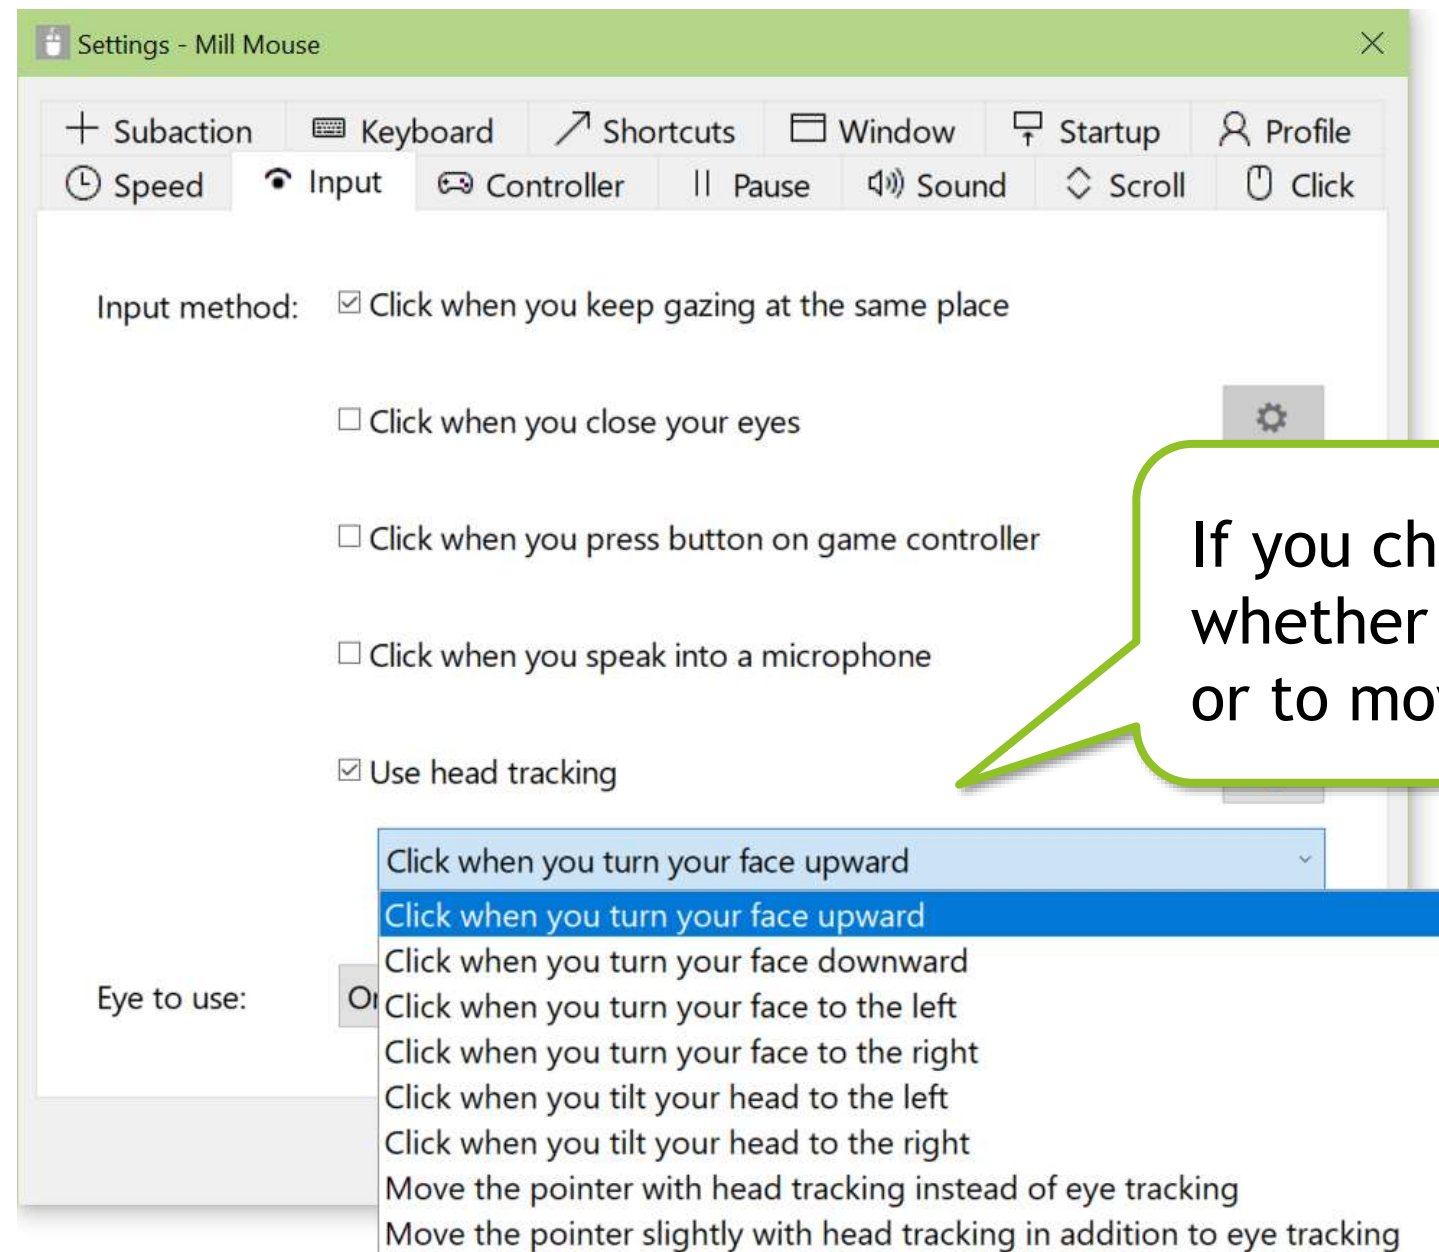 Settings - Mill Mouse
Subaction Keyboard Shortcuts Window Startup Profile
Speed Input Controller Pause Sound Scroll Click
Input method: Click when you keep gazing at the same place
Click when you close your eyes
Click when you press button on game controller
If you
whether
or to
Click when you speak into a microphone
Use head tracking
Click when you turn your face upward
Click when you turn your face upward
Click when you turn your face downward
Eye to use:
Click when you turn your face to the left
Click when you turn your face to the right
Click when you tilt your head to the left
Click when you tilt your head to the right
Move the pointer with head tracking instead of eye tracking
Move the pointer slightly with head tracking in addition to eye tracking